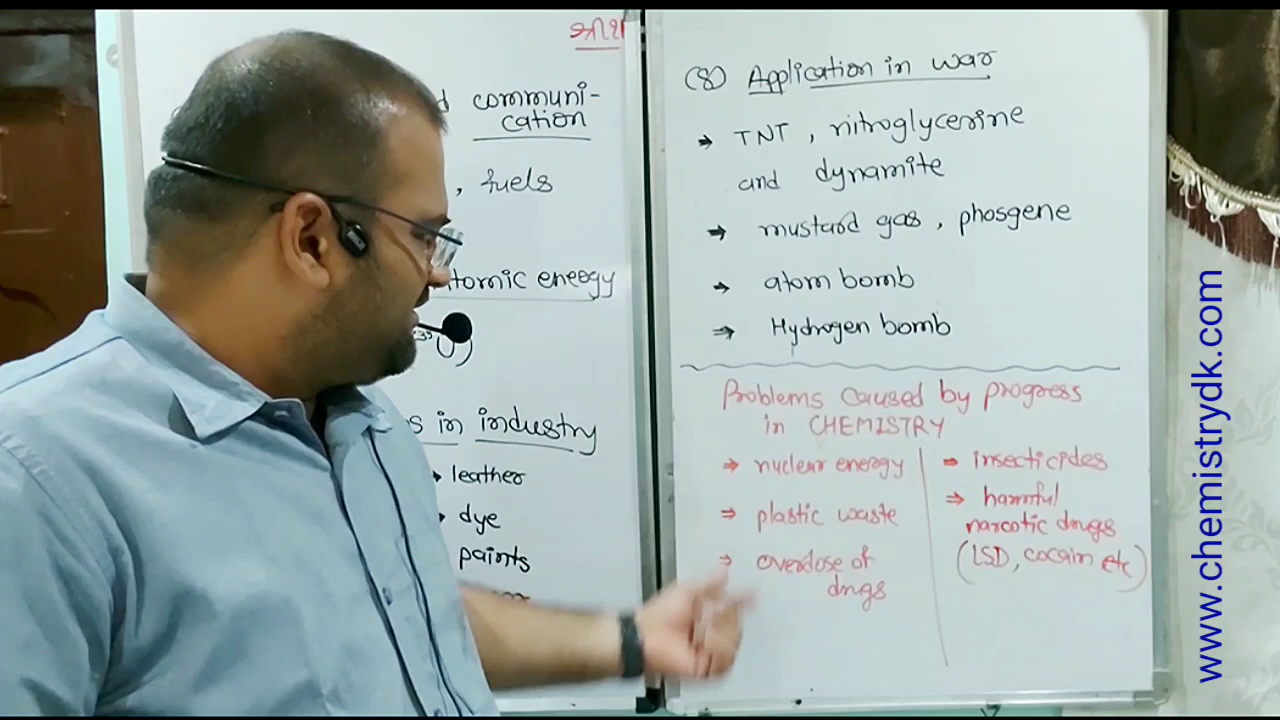 श्री
communi-
cation
, fuels
atomic energy
in industry
→ leather
→ dye
paints
(8) Application in war
→ TNT, nitroglycerine
and dynamite
→ mustard gas, phosgene
→ atom bomb
⇒ Hydrogen bomb
Problems caused by progress
in CHEMISTRY
⇒ nuclear energy
⇒ plastic waste
⇒ overdose of
drugs
⇒ insecticides
⇒ harmful
narcotic drugs
(LSD, cocain etc)
www.chemistrydk.com